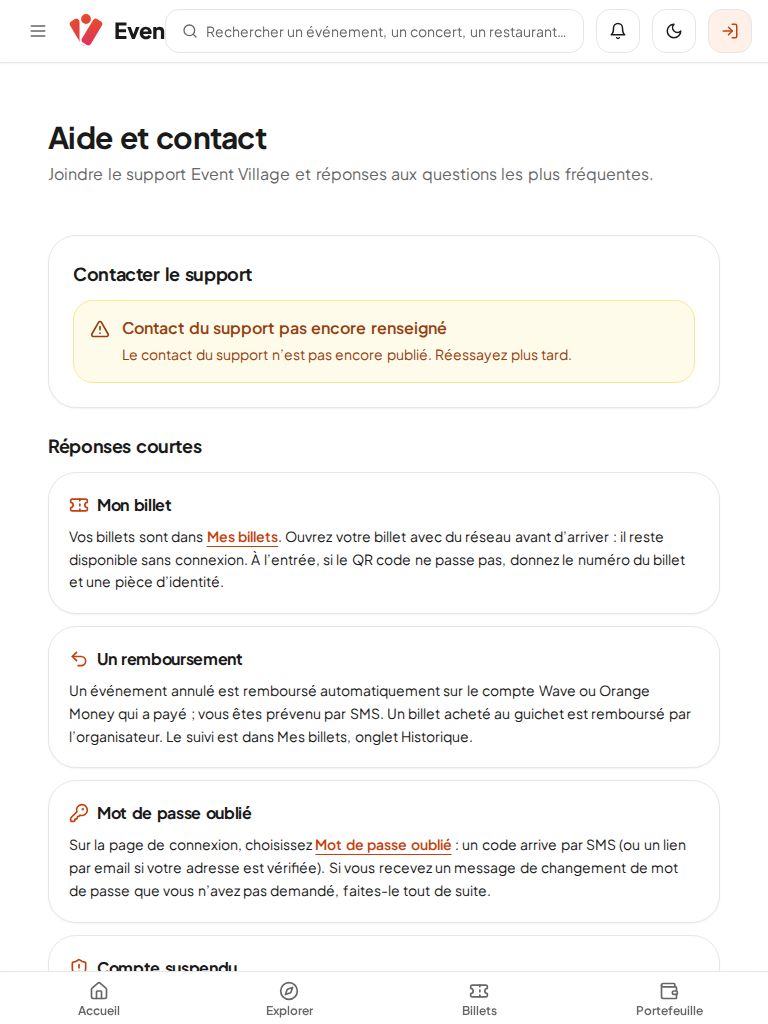 Even
Rechercher un événement, un concert, un restaurant…
Aide et contact
Joindre le support Event Village et réponses aux questions les plus fréquentes.
Contacter le support
Contact du support pas encore renseigné
Le contact du support n’est pas encore publié. Réessayez plus tard.
Réponses courtes
Mon billet
Vos billets sont dans Mes billets. Ouvrez votre billet avec du réseau avant d’arriver : il reste
disponible sans connexion. À l’entrée, si le QR code ne passe pas, donnez le numéro du billet
et une pièce d’identité.
Un remboursement
Un événement annulé est remboursé automatiquement sur le compte Wave ou Orange
Money qui a payé ; vous êtes prévenu par SMS. Un billet acheté au guichet est remboursé par
l’organisateur. Le suivi est dans Mes billets, onglet Historique.
Mot de passe oublié
Sur la page de connexion, choisissez Mot de passe oublié : un code arrive par SMS (ou un lien
par email si votre adresse est vérifiée). Si vous recevez un message de changement de mot
de passe que vous n’avez pas demandé, faites-le tout de suite.
Compte suspendu
Accueil
Explorer
Billets
Portefeuille